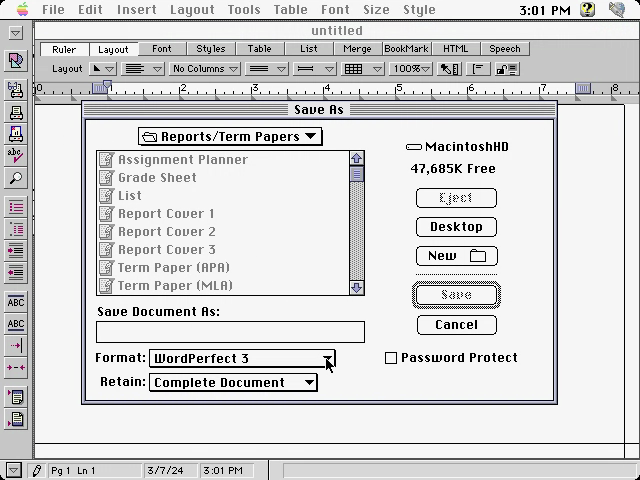 File Edit Insert Layout Tools Table Font Size Style 3:01 PM
untitled
Ruler Layout Font Styles Table List Merge BookMark HTML Speech
Layout No Columns 100%
0 1 2 3 4 5 6 7 8
Save As
Reports/Term Papers
Assignment Planner
Grade Sheet
List
Report Cover 1
Report Cover 2
Report Cover 3
Term Paper (APA)
Term Paper (MLA)
MacintoshHD
47,685K Free
Eject
Desktop
New
Save
Cancel
Save Document As:
Format: WordPerfect 3
Password Protect
Retain: Complete Document
abc
ABC
ABC
Pg 1 Ln 1 3/7/24 3:01 PM